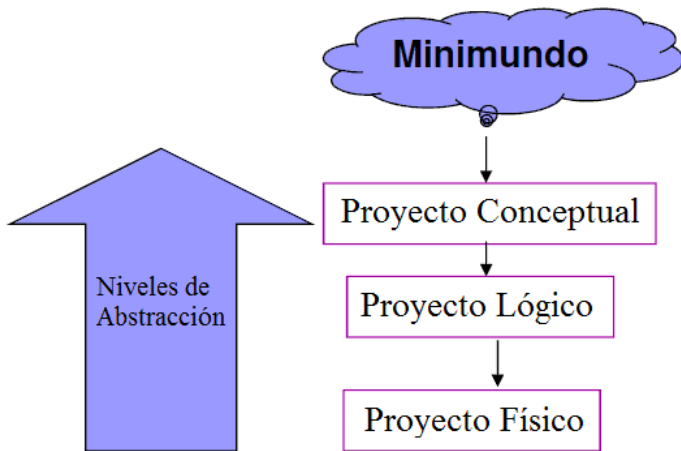 Minimundo
Proyecto Conceptual
Niveles de
Abstracción
Proyecto Lógico
Proyecto Físico